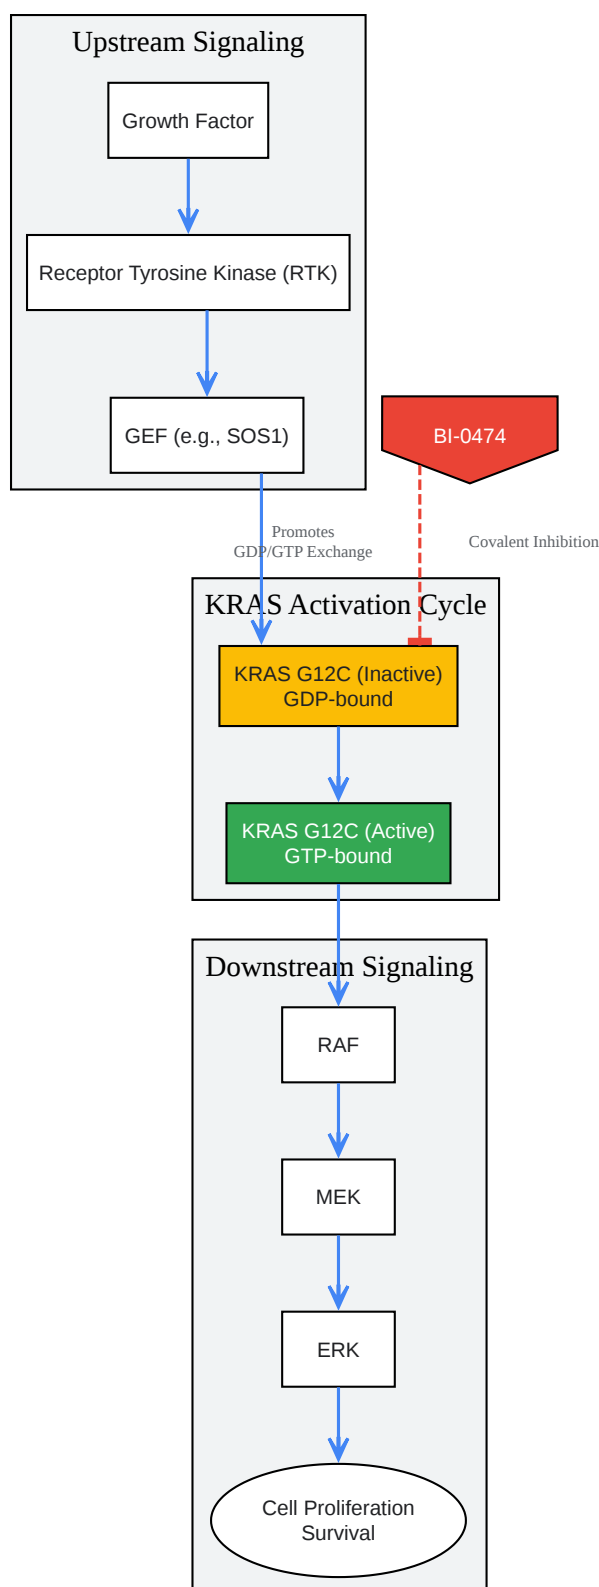 Upstream Signaling
Growth Factor
Receptor Tyrosine Kinase (RTK)
GEF (e.g., SOS1)
BI-0474
Promotes
GDP/GTP Exchange
Covalent Inhibition
KRAS Activation Cycle
KRAS G12C (Inactive)
GDP-bound
KRAS G12C (Active)
GTP-bound
Downstream Signaling
RAF
MEK
ERK
Cell Proliferation
Survival